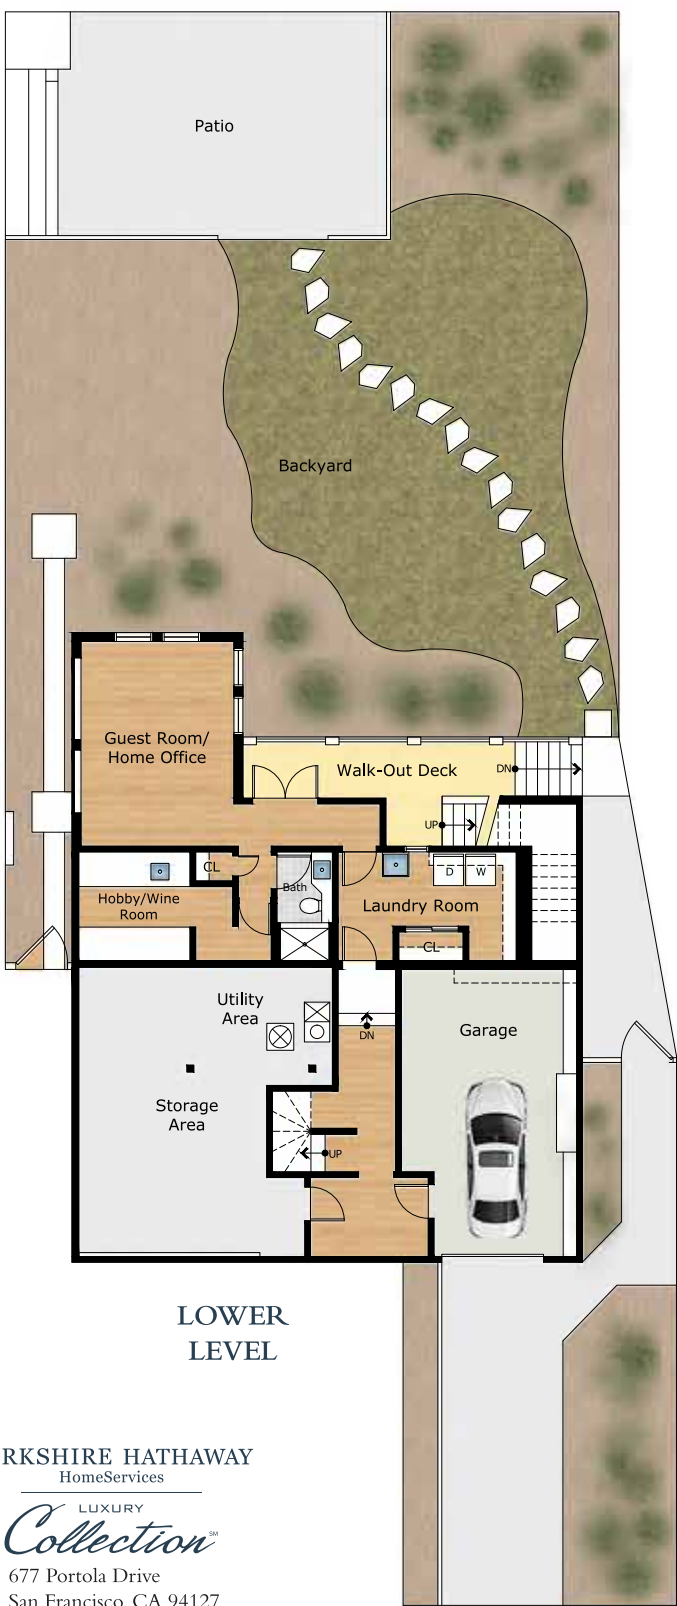 Patio
Backyard
Guest Room/
Home Office
Walk-Out Deck
DN
UP
CL
Bath
D
W
Hobby/Wine
Room
Laundry Room
CL
Utility
Area
Garage
DN
Storage
Area
UP
LOWER
LEVEL
RKSHIRE HATHAWAY
HomeServices
LUXURY
Collection℠
677 Portola Drive
San Francisco, CA 94127